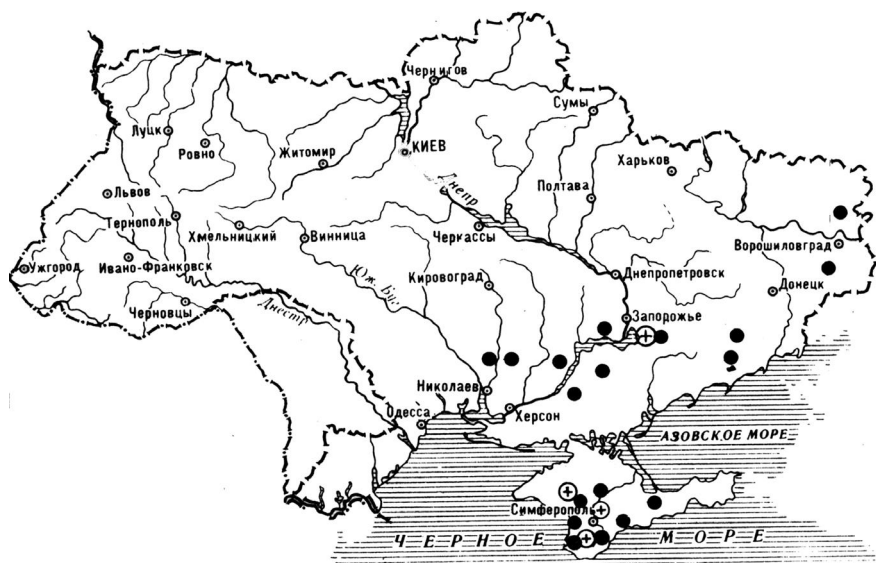 Чернигов
Сумы
Луцк
Ровно
Житомир
КИЕВ
Харьков
Львов
Днепр
Полтава
Тернополь
Хмельницкий
Винница
Черкассы
Ворошиловград
Ужгород
Ивано-Франковск
Юж. Буг
Кировоград
Днепропетровск
Донецк
Черновцы
Днестр
Заподожье
Николаев
Одесса
Херсон
АЗОВСКОЕ МОРЕ
Симферополь
ЧЕРНОЕ МОРЕ